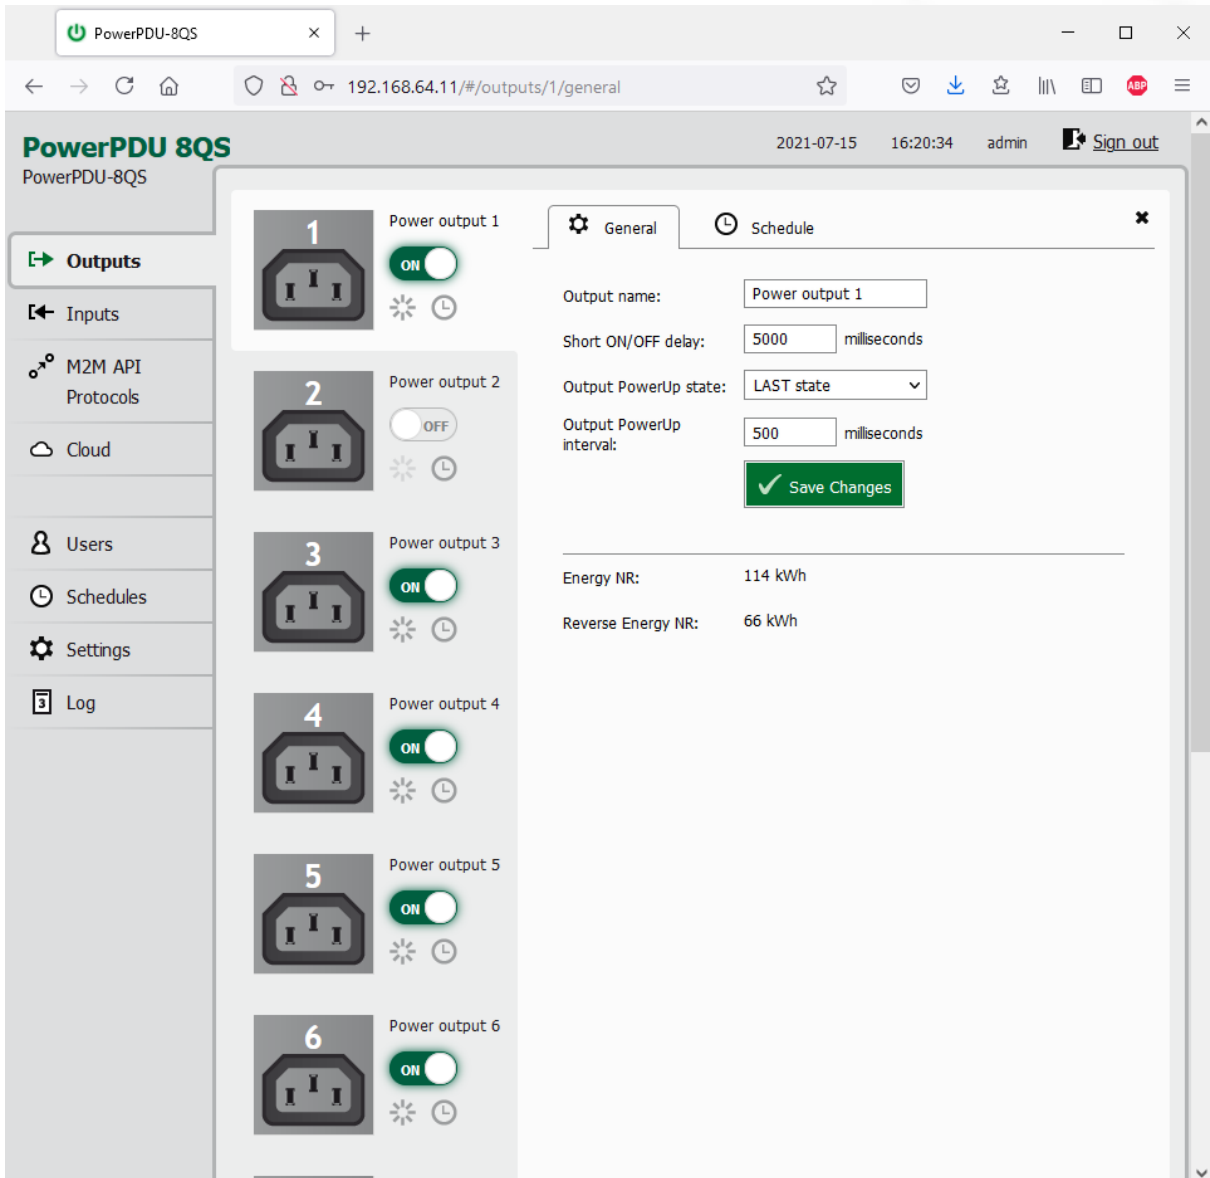 PowerPDU-8QS
192.168.64.11/#/outputs/1/general
ABP
PowerPDU 8QS
PowerPDU-8QS
2021-07-15 16:20:34 admin Sign out
Outputs
Inputs
M2M API
Protocols
Cloud
Users
Schedules
Settings
3 Log
1
Power output 1
ON
2
Power output 2
OFF
3
Power output 3
ON
4
Power output 4
ON
5
Power output 5
ON
6
Power output 6
ON
General
Schedule
Output name: Power output 1
Short ON/OFF delay: 5000 milliseconds
Output PowerUp state: LAST state
Output PowerUp
interval: 500 milliseconds
Save Changes
Energy NR: 114 kWh
Reverse Energy NR: 66 kWh